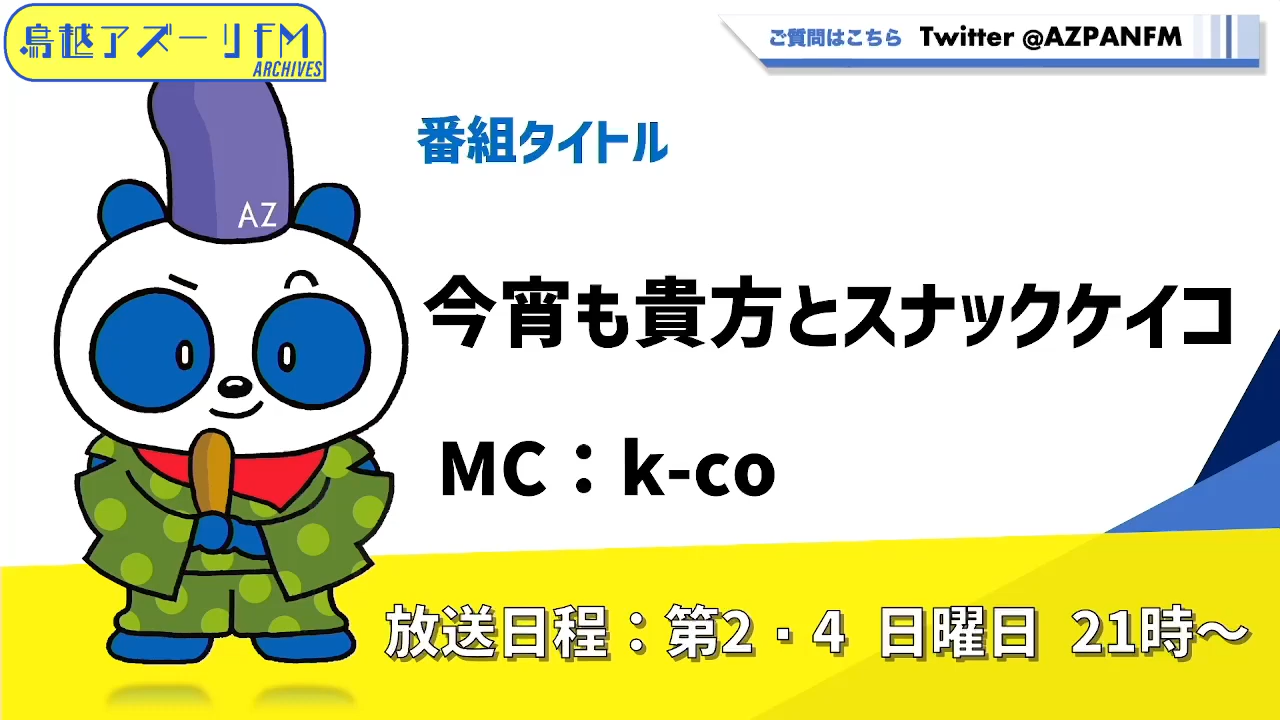 鳥越アズーリFM
ARCHIVES
ご質問はこちら Twitter @AZPANFM
番組タイトル
AZ
今宵も貴方とスナックケイコ
MC：k-co
放送日程：第2・4 日曜日 21時～